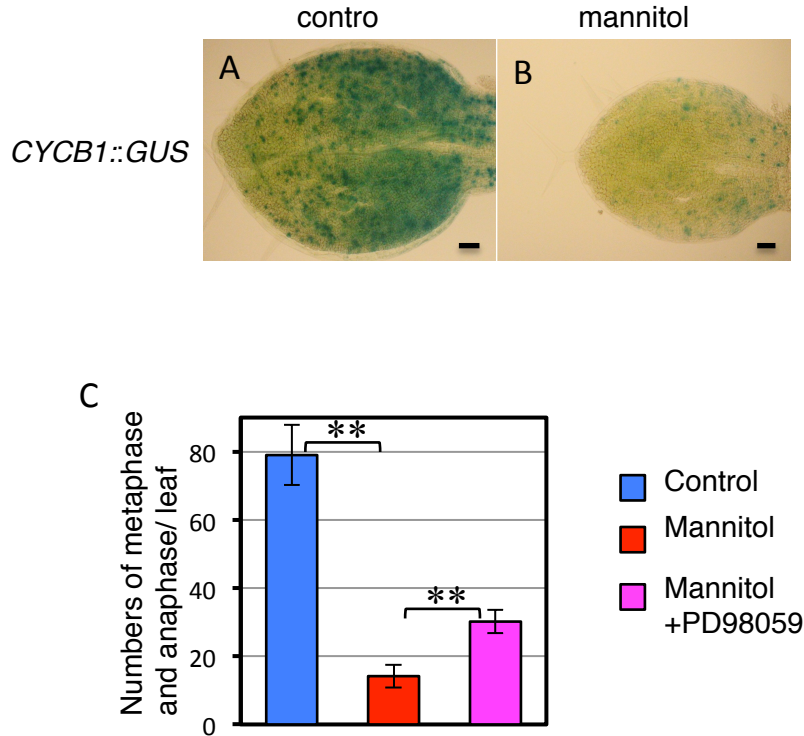 contro
mannitol
A
B
CYCB1::GUS
C
Numbers of metaphase
and anaphase/ leaf
80
60
40
20
0
**
**
Control
Mannitol
Mannitol
+PD98059